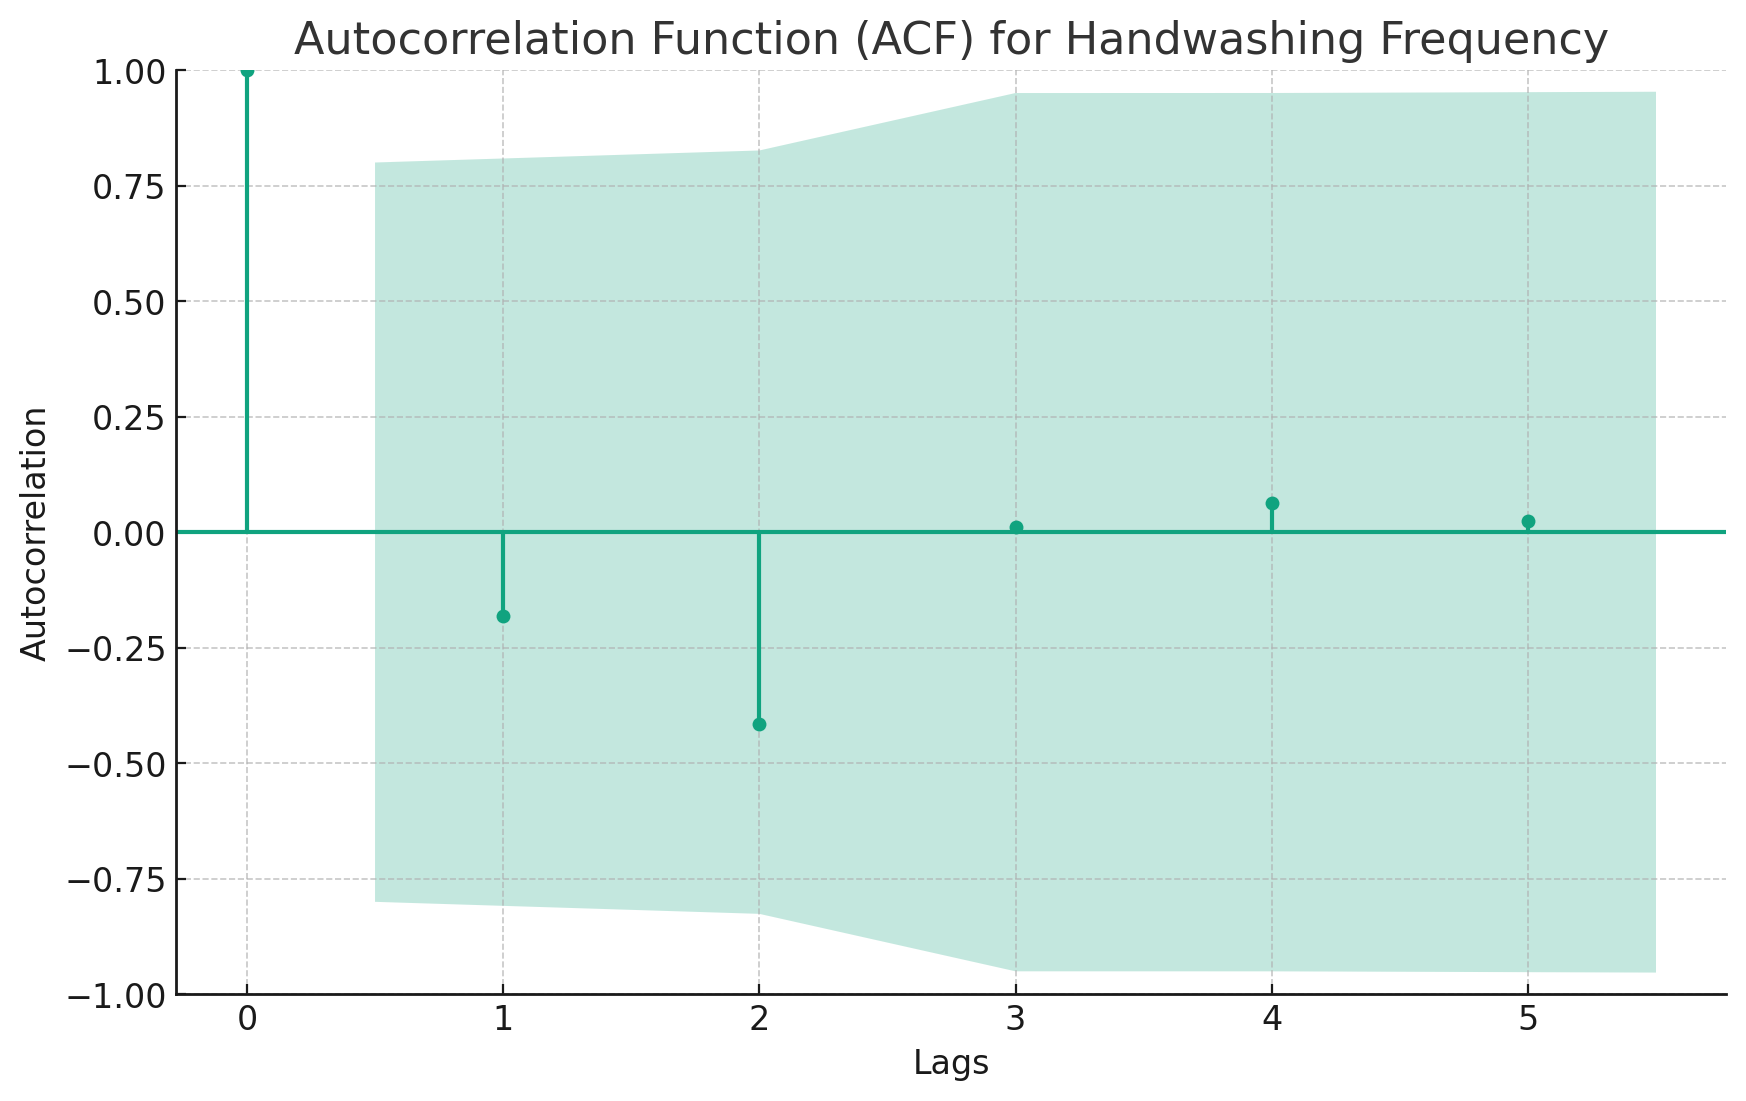 Autocorrelation Function (ACF) for Handwashing Frequency
1.00
0.75
0.50
0.25
0.00
−0.25
−0.50
−0.75
−1.00
Autocorrelation
0 1 2 3 4 5
Lags